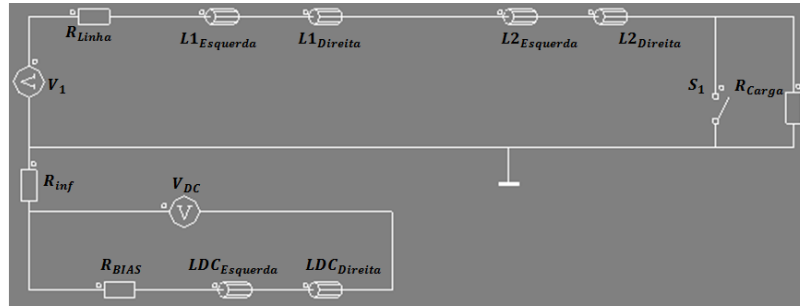 R_Linha L1_Esquerda L1_Direita L2_Esquerda L2_Direita
V_1 S_1 R_Carga
R_inf V_DC
V
R_BIAS LDC_Esquerda LDC_Direita